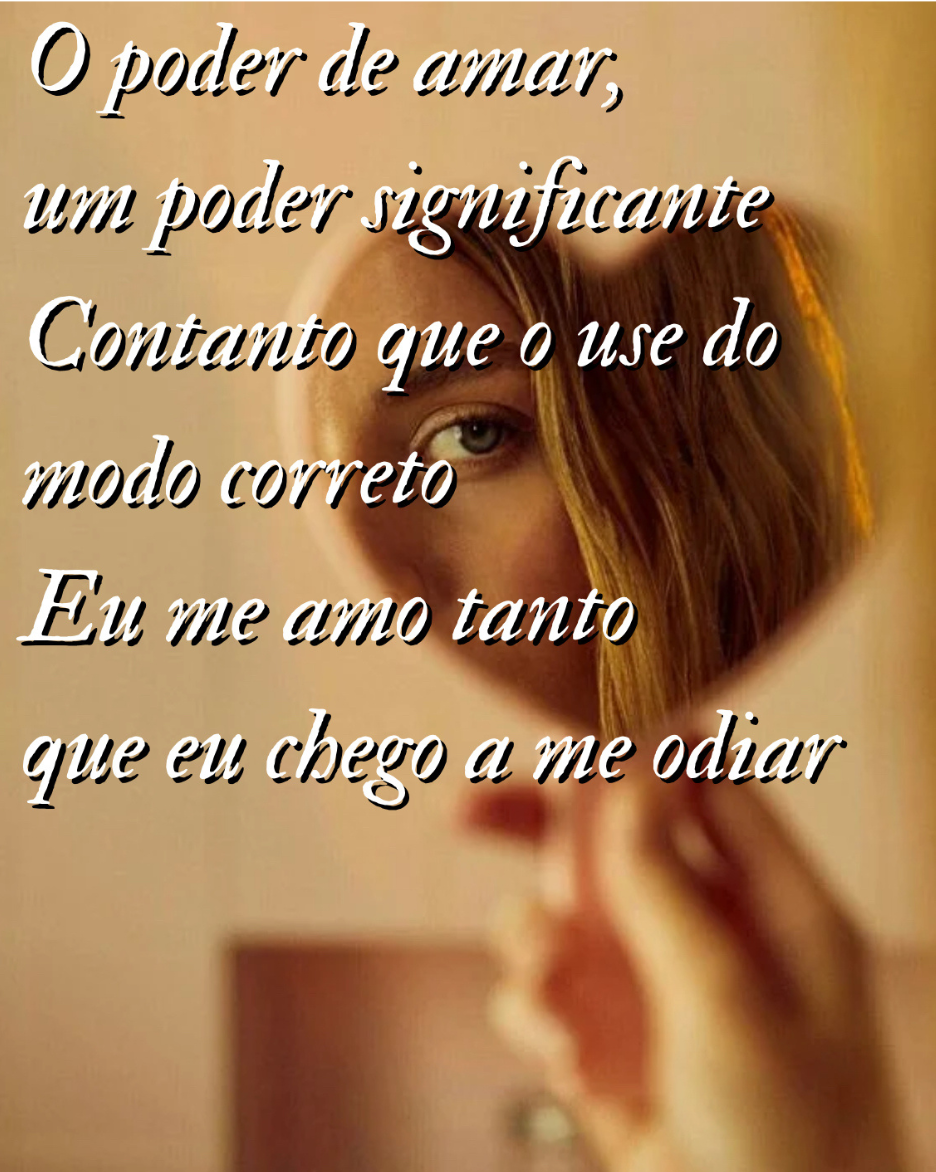 O poder de amar,
um poder significante
Contanto que o use do
modo correto
Eu me amo tanto
que eu chego a me odiar